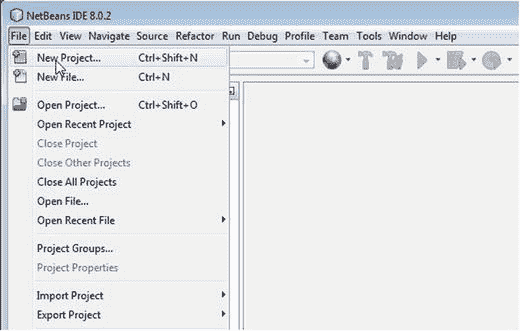 NetBeans IDE 8.0.2
File Edit View Navigate Source Refactor Run Debug Profile Team Tools Window Help
New Project... Ctrl+Shift+N
New File... Ctrl+N
Open Project... Ctrl+Shift+O
Open Recent Project
Close Project
Close Other Projects
Close All Projects
Open File...
Open Recent File
Project Groups...
Project Properties
Import Project
Export Project